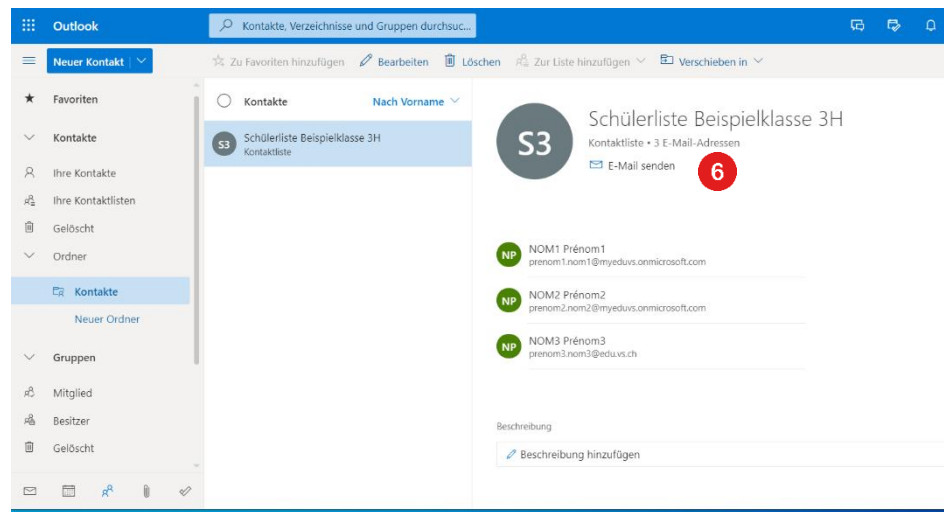 Outlook
Kontakte, Verzeichnisse und Gruppen durchsuc...
Neuer Kontakt
Zu Favoriten hinzufügen
Bearbeiten
Löschen
Zur Liste hinzufügen
Verschieben in
Favoriten
Kontakte
Ihre Kontakte
Ihre Kontaktlisten
Gelöscht
Ordner
Kontakte
Neuer Ordner
Gruppen
Mitglied
Besitzer
Gelöscht
Kontakte
Nach Vorname
S3
Schülerliste Beispielklasse 3H
Kontaktliste
S3
Schülerliste Beispielklasse 3H
Kontaktliste • 3 E-Mail-Adressen
E-Mail senden
6
NP
NOM1 Prénom1
prenom1.nom1@myeduvs.onmicrosoft.com
NP
NOM2 Prénom2
prenom2.nom2@myeduvs.onmicrosoft.com
NP
NOM3 Prénom3
prenom3.nom3@edu.vs.ch
Beschreibung
Beschreibung hinzufügen